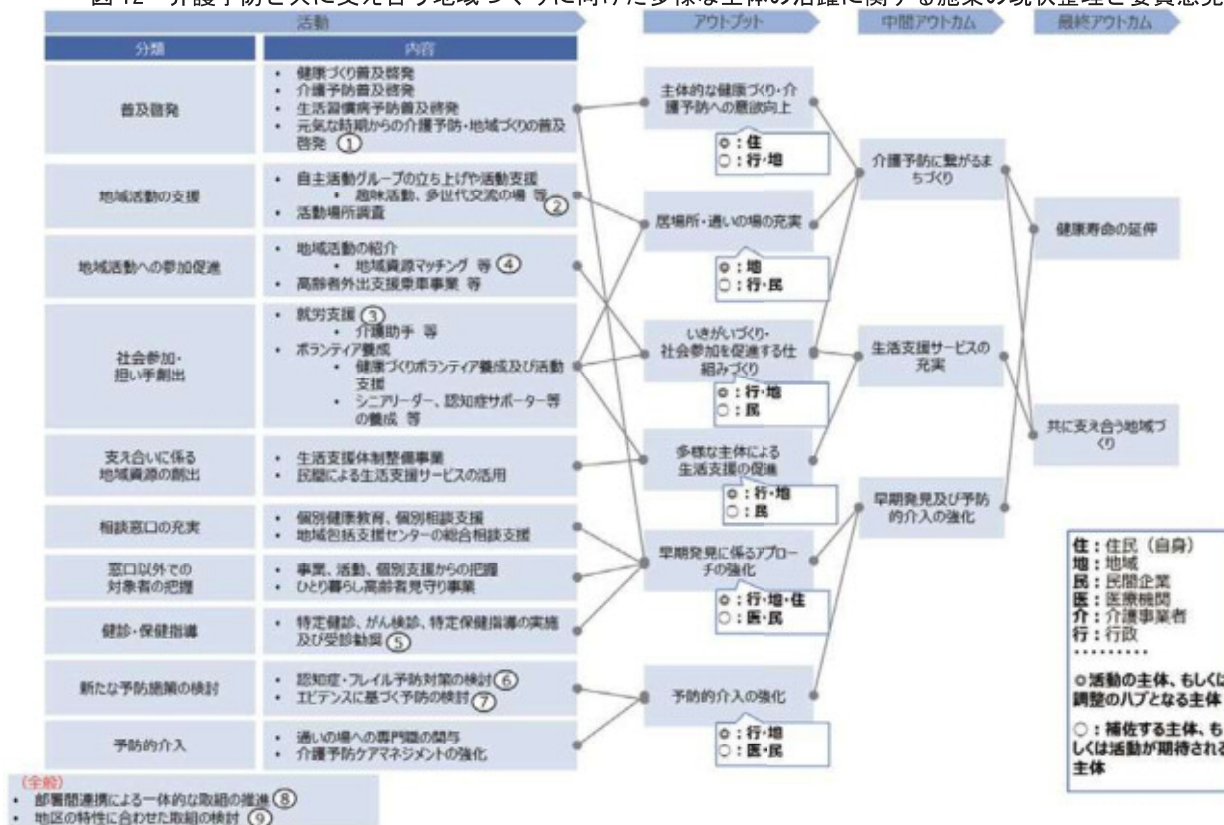 図 12 介護予防と共に支え合う地域づくりに向けた多様な主体の活躍に関する施策の現状整理と要員感覚
活動
アウトプット
中間アウトカム
最終アウトカム
分類
内容
普及啓発
・ 健康づくり普及啓発
・ 介護予防普及啓発
・ 生活習慣病予防普及啓発
・ 元気な時期からの介護予防・地域づくりの普及
啓発 ①
地域活動の支援
・ 自主活動グループの立ち上げや活動支援
・ 趣味活動、多世代交流の場 等 ②
・ 活動場所調査
地域活動への参加促進
・ 地域活動の紹介
・ 地域資源マッチング 等 ④
・ 高齢者外出支援乗車事業 等
社会参加・
担い手創出
・ 就労支援 ③
・ 介護助手 等
・ ボランティア養成
・ 健康づくりボランティア養成及び活動
支援
・ シニアリーダー、認知症サポーター等
の養成 等
支え合いに係る
地域資源の創出
・ 生活支援体制整備事業
・ 民間による生活支援サービスの活用
相談窓口の充実
・ 個別健康教育、個別相談支援
・ 地域包括支援センターの総合相談支援
窓口以外での
対象者の把握
・ 事業、活動、個別支援からの把握
・ ひとり暮らし高齢者見守り事業
健診・保健指導
・ 特定健診、がん検診、特定保健指導の実施
及び受診勧奨 ⑤
新たな予防施策の検討
・ 認知症・フレイル予防対策の検討 ⑥
・ エビデンスに基づく予防の検討 ⑦
予防的介入
・ 通いの場への専門職の関与
・ 介護予防ケアマネジメントの強化
(全般)
・ 部署間連携による一体的な取組の推進 ⑧
・ 地区の特性に合わせた取組の検討 ⑨
主体的な健康づくり・介
護予防への意欲向上
◎：住
○：行・地
居場所・通いの場の充実
◎：地
○：行・民
いきがいづくり・
社会参加を促進する仕
組みづくり
◎：行・地
○：民
多様な主体による
生活支援の促進
◎：行・地
○：民
早期発見に係るアプロー
チの強化
◎：行・地・住
○：医・民
予防的介入の強化
◎：行・地
○：医・民
介護予防に繋がるま
ちづくり
生活支援サービスの
充実
早期発見及び予防
的介入の強化
健康寿命の延伸
共に支え合う地域づ
くり
住：住民（自身）
地：地域
民：民間企業
医：医療機関
介：介護事業者
行：行政
………
◎活動の主体、もしくは
調整のハブとなる主体
○：補佐する主体、も
しくは活動が期待される
主体